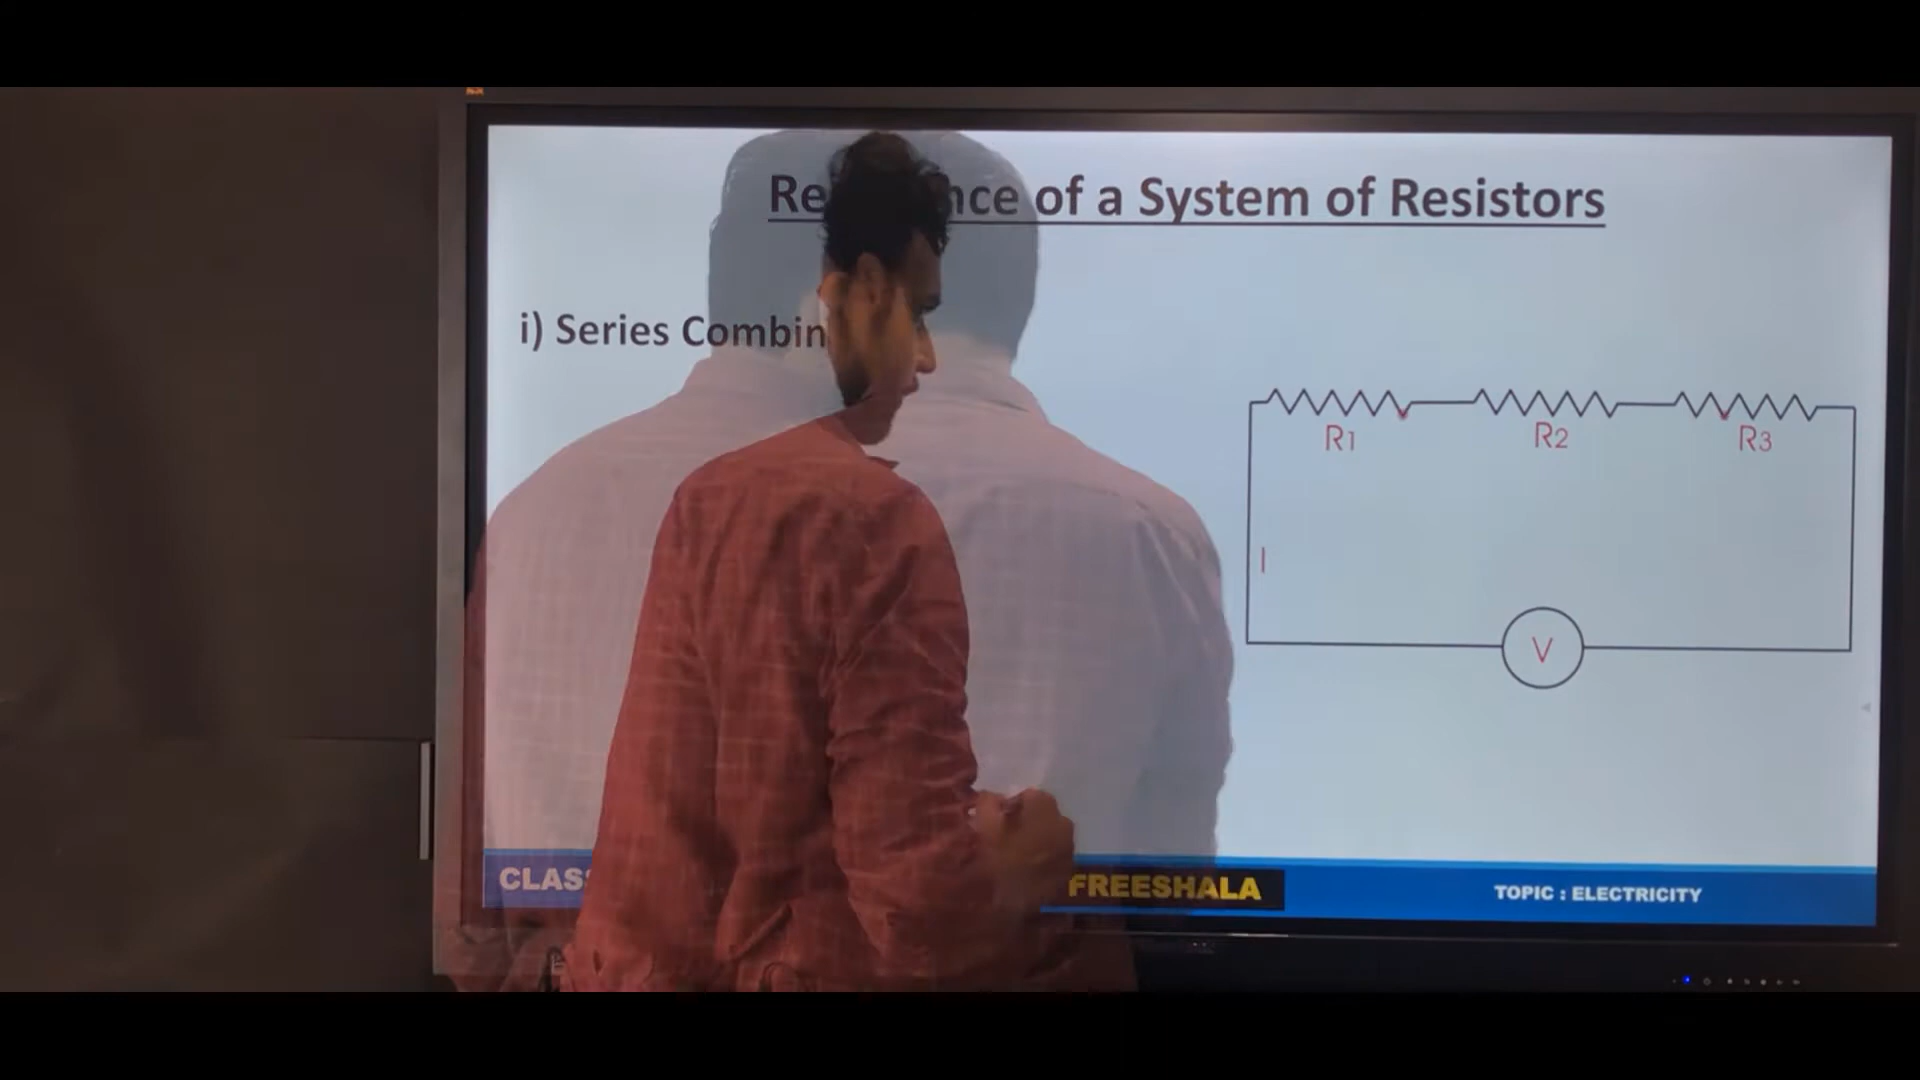 Re nce of a System of Resistors
i) Series Combin
R1 R2 R3
I
V
CLAS
FREESHALA
TOPIC : ELECTRICITY